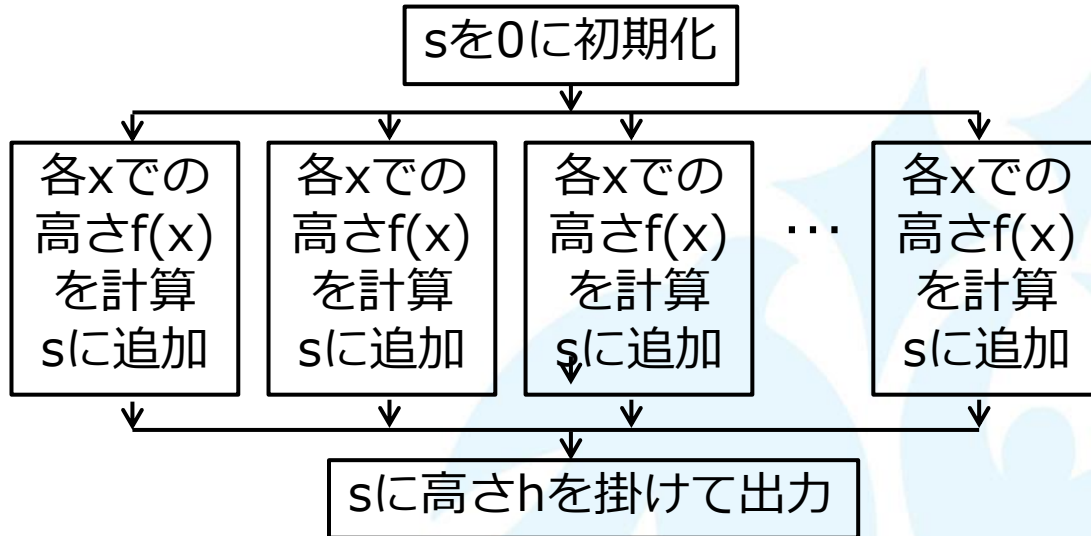 sを0に初期化
各xでの
高さf(x)
を計算
sに追加
各xでの
高さf(x)
を計算
sに追加
各xでの
高さf(x)
を計算
sに追加
…
各xでの
高さf(x)
を計算
sに追加
sに高さhを掛けて出力